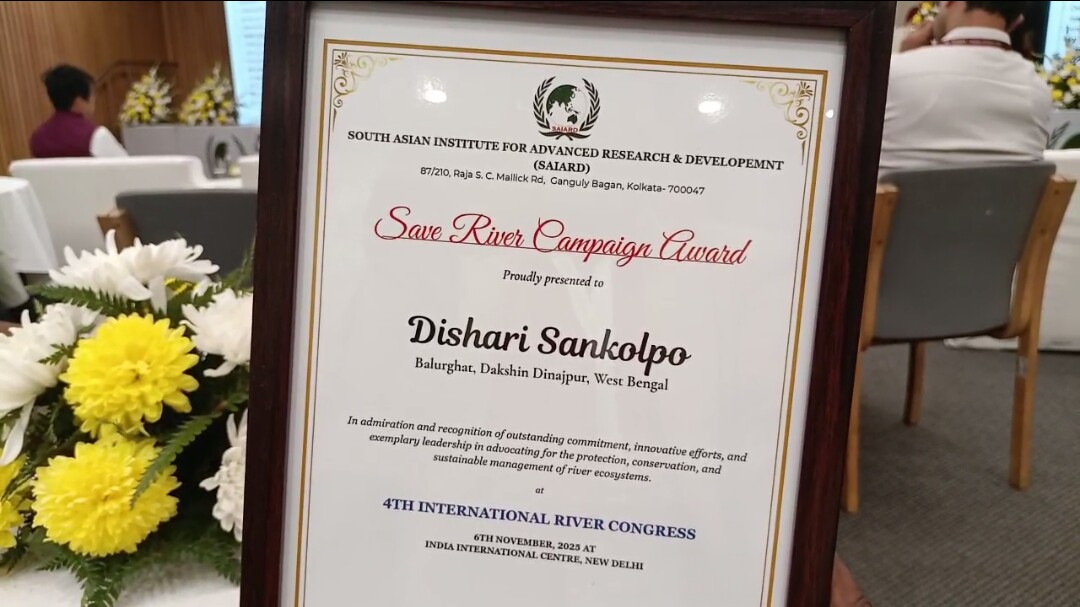 SAIARD
SOUTH ASIAN INSTITUTE FOR ADVANCED RESEARCH & DEVELOPEMNT
(SAIARD)
87/210, Raja S. C. Mallick Rd, Ganguly Bagan, Kolkata- 700047
Save River Campaign Award
Proudly presented to
Dishari Sankolpo
Balurghat, Dakshin Dinajpur, West Bengal
In admiration and recognition of outstanding commitment, innovative efforts, and
exemplary leadership in advocating for the protection, conservation, and
sustainable management of river ecosystems.
at
4TH INTERNATIONAL RIVER CONGRESS
6TH NOVEMBER, 2025 AT
INDIA INTERNATIONAL CENTRE, NEW DELHI